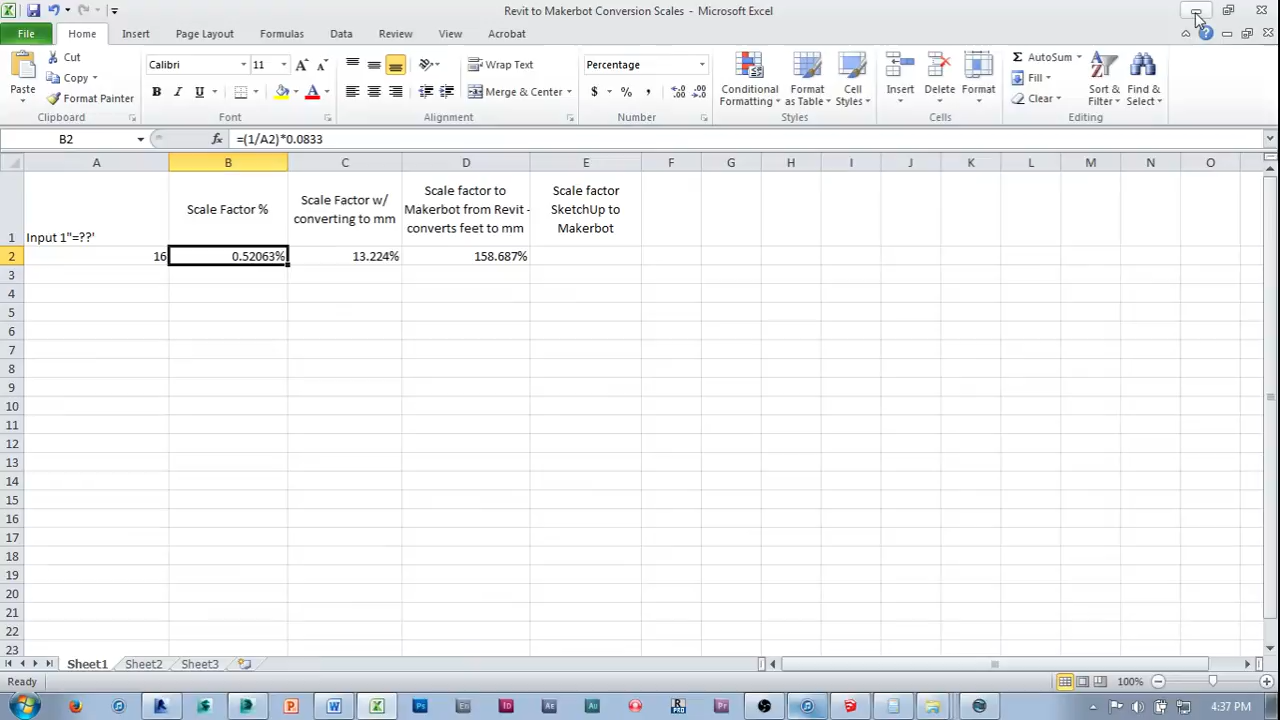 Revit to Makerbot Conversion Scales - Microsoft Excel
File Home Insert Page Layout Formulas Data Review View Acrobat
Paste Cut Copy Format Painter Clipboard
Calibri 11 B I U A A A Font
Wrap Text Merge & Center Alignment
Percentage $ % , Number
Conditional Formatting Format as Table Cell Styles Styles
Insert Delete Format Cells
AutoSum Fill Clear Sort & Filter Find & Select Editing
B2 fx =(1/A2)*0.0833
A B C D E F G H I J K L M N O
1 Input 1"=??' Scale Factor % Scale Factor w/ converting to mm Scale factor to Makerbot from Revit - converts feet to mm Scale factor SketchUp to Makerbot
2 16 0.52063% 13.224% 158.687%
3
4
5
6
7
8
9
10
11
12
13
14
15
16
17
18
19
20
21
22
23
Sheet1 Sheet2 Sheet3
Ready 100%
4:37 PM